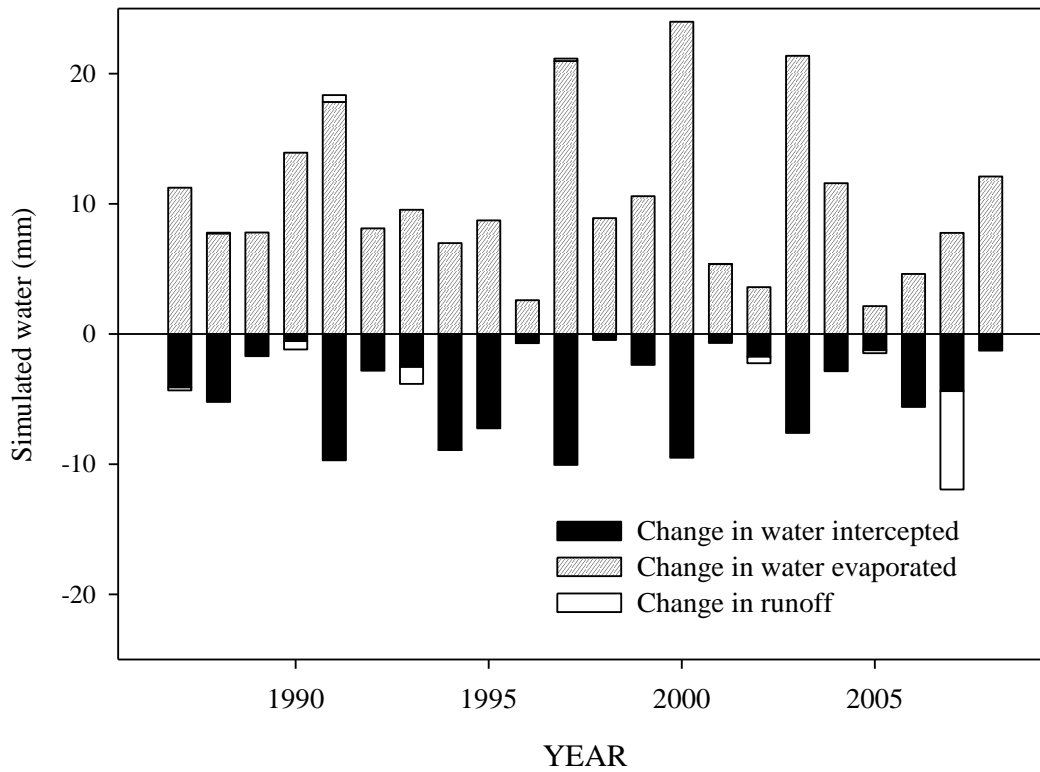 20
10
0
-10
-20
Simulated water (mm)
Change in water intercepted
Change in water evaporated
Change in runoff
1990
1995
2000
2005
YEAR